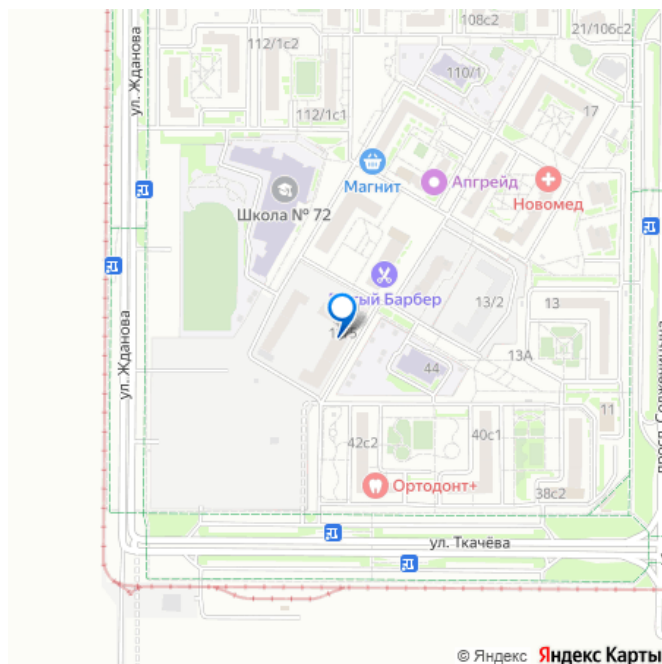 108с2
112/1с2
21/106с2
ул. Жданова
110/1
17
112/1с1
Магнит
Апгрейд
Новомед
Школа № 72
Барбер
13/2
13
ул. Жданова
13А
44
11
42с2
40с1
Ортодонт+
38с2
ул. Ткачёва
© Яндекс Яндекс Карты